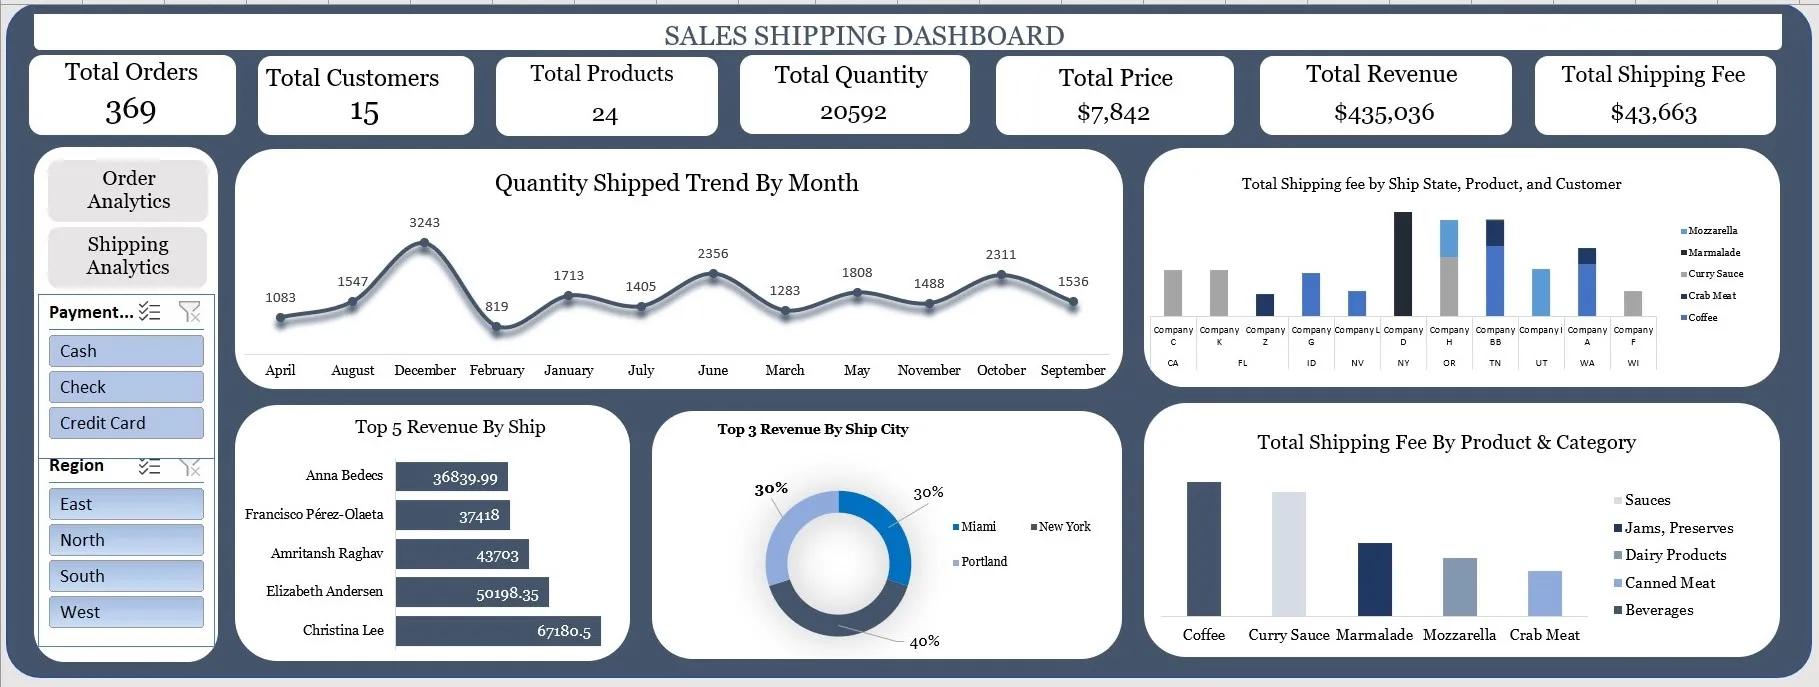 SALES SHIPPING DASHBOARD
Total Orders
369
Total Customers
15
Total Products
24
Total Quantity
20592
Total Price
$7,842
Total Revenue
$435,036
Total Shipping Fee
$43,663
Order
Analytics
Shipping
Analytics
Payment...
Cash
Check
Credit Card
Region
East
North
South
West
Quantity Shipped Trend By Month
1083
1547
3243
819
1713
1405
2356
1283
1808
1488
2311
1536
April August December February January July June March May November October September
Total Shipping fee by Ship State, Product, and Customer
Mozzarella
Marmalade
Curry Sauce
Crab Meat
Coffee
Company C
Company K
Company Z
Company G
Company L
Company D
Company H
Company BB
Company I
Company A
Company F
CA FL ID NV NY OR TN UT WA WI
Top 5 Revenue By Ship
Anna Bedecs 36839.99
Francisco Pérez-Olaeta 37418
Amritansh Raghav 43703
Elizabeth Andersen 50198.35
Christina Lee 67180.5
Top 3 Revenue By Ship City
30%
30%
40%
Miami
New York
Portland
Total Shipping Fee By Product & Category
Sauces
Jams, Preserves
Dairy Products
Canned Meat
Beverages
Coffee Curry Sauce Marmalade Mozzarella Crab Meat